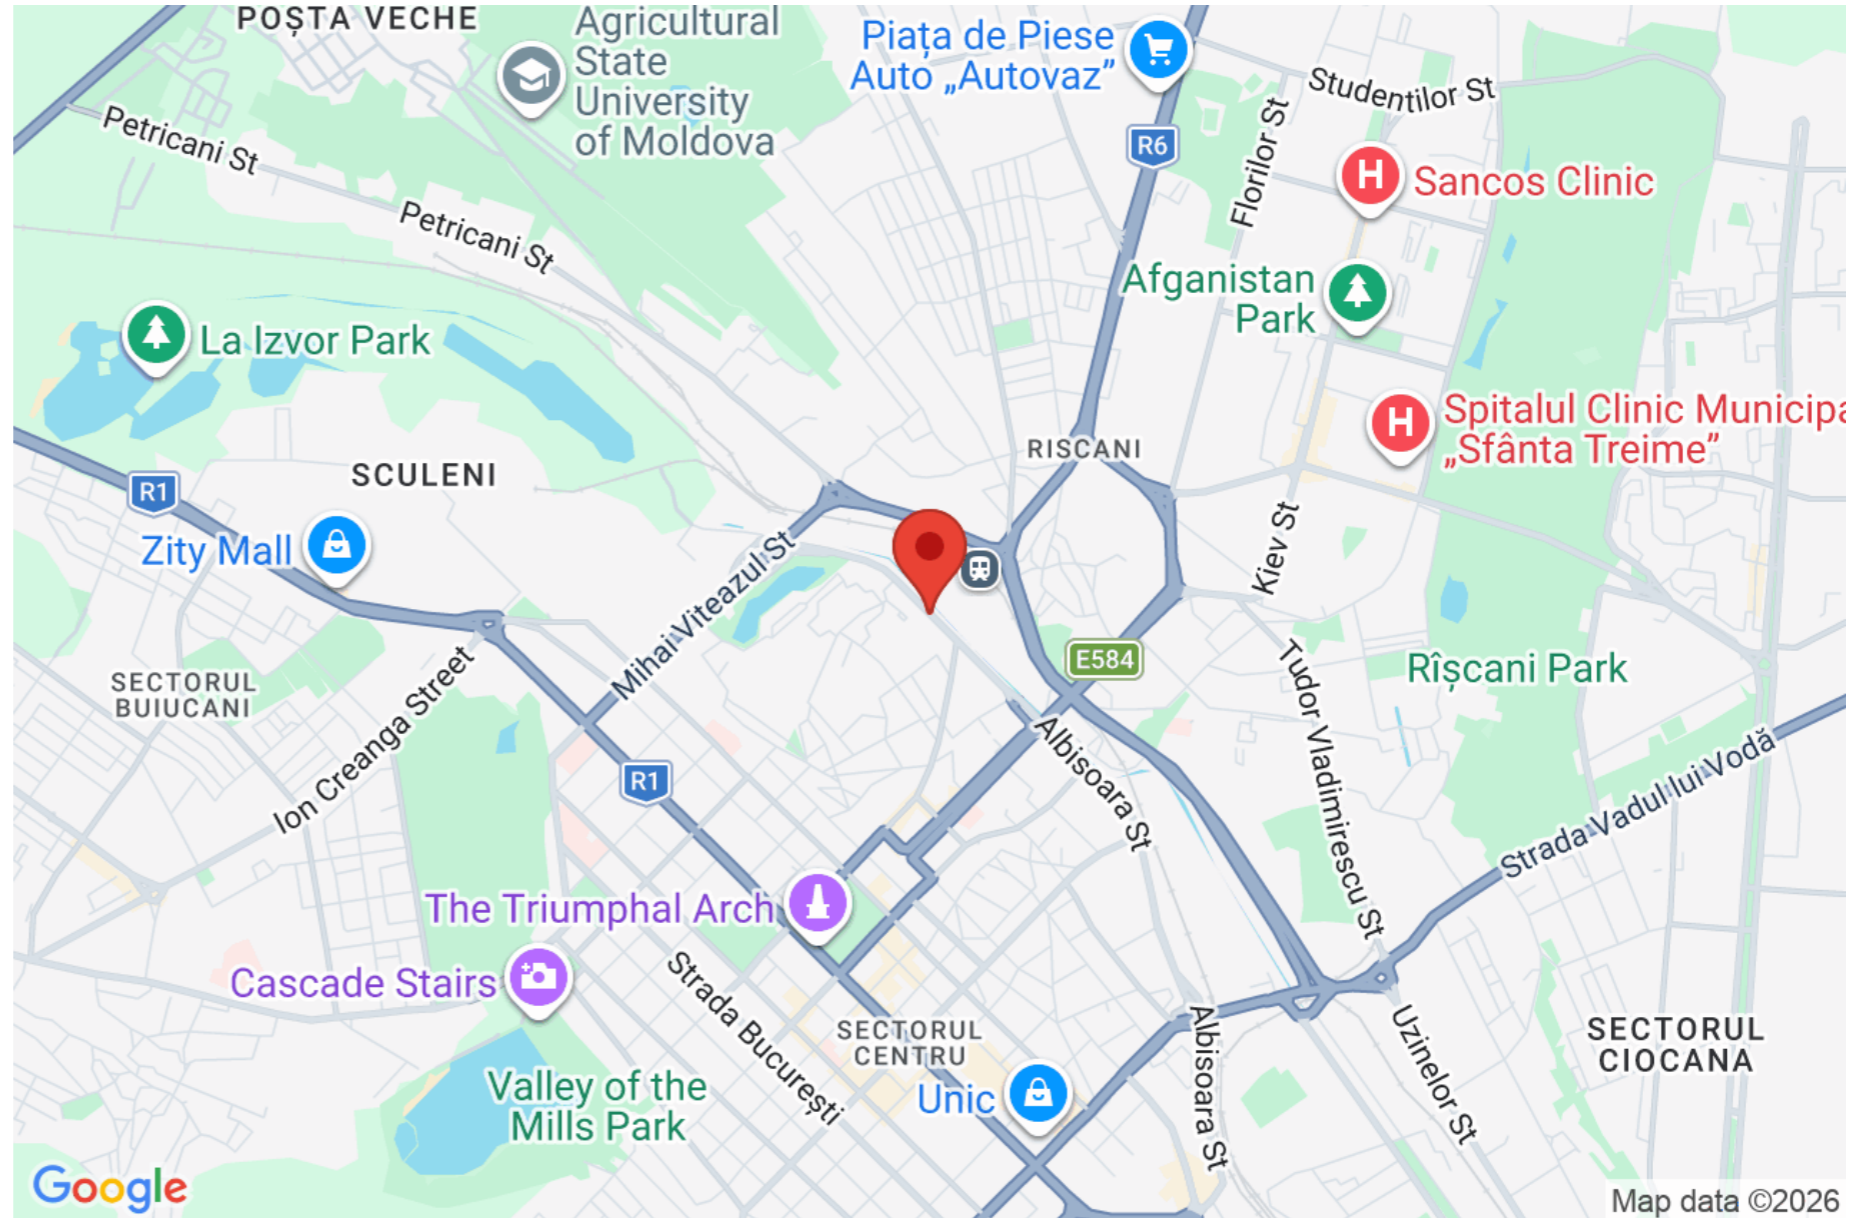 POȘTA VECHE
Agricultural
State
University
of Moldova
Piața de Piese
Auto „Autovaz”
Studentilor St
Petricani St
R6
Florilor St
Sancos Clinic
Petricani St
Afganistan
Park
La Izvor Park
Spitalul Clinic Municipa
„Sfânta Treime”
RISCANI
SCULENI
R1
Zity Mall
Mihai Viteazul St
Kiev St
E584
Rîșcani Park
SECTORUL
BUIUCANI
Ion Creanga Street
Tudor Vladimirescu St
R1
Albisoara St
Strada Vadul lui Vodă
The Triumphal Arch
Cascade Stairs
Strada București
SECTORUL
CENTRU
Albisoara St
Uzinelor St
SECTORUL
CIOCANA
Valley of the
Mills Park
Unic
Google
Map data ©2026